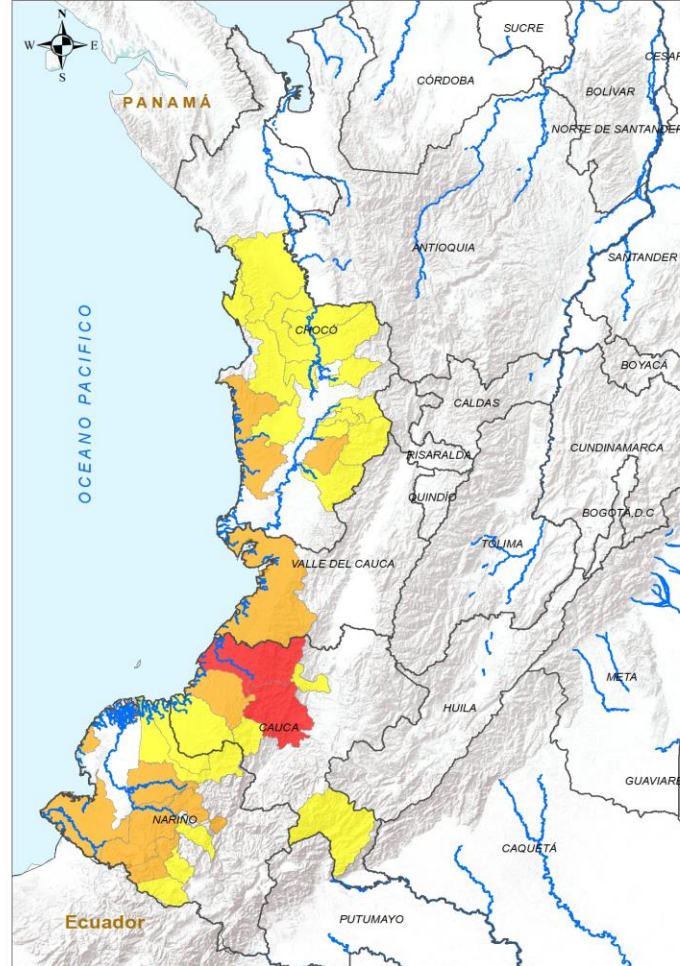 N
W E
S
SUCRE
CESAR
CÓRDOBA
BOLÍVAR
PANAMÁ
NORTE DE SANTANDER
ANTIOQUIA
SANTANDER
OCEANO PACIFICO
CHOCÓ
BOYACÁ
CALDAS
CUNDINAMARCA
RISARALDA
QUINDÍO
BOGOTÁ, D.C
TOLIMA
VALLE DEL CAUCA
META
HUILA
CAUCA
GUAVIARE
NARIÑO
CAQUETÁ
Ecuador
PUTUMAYO